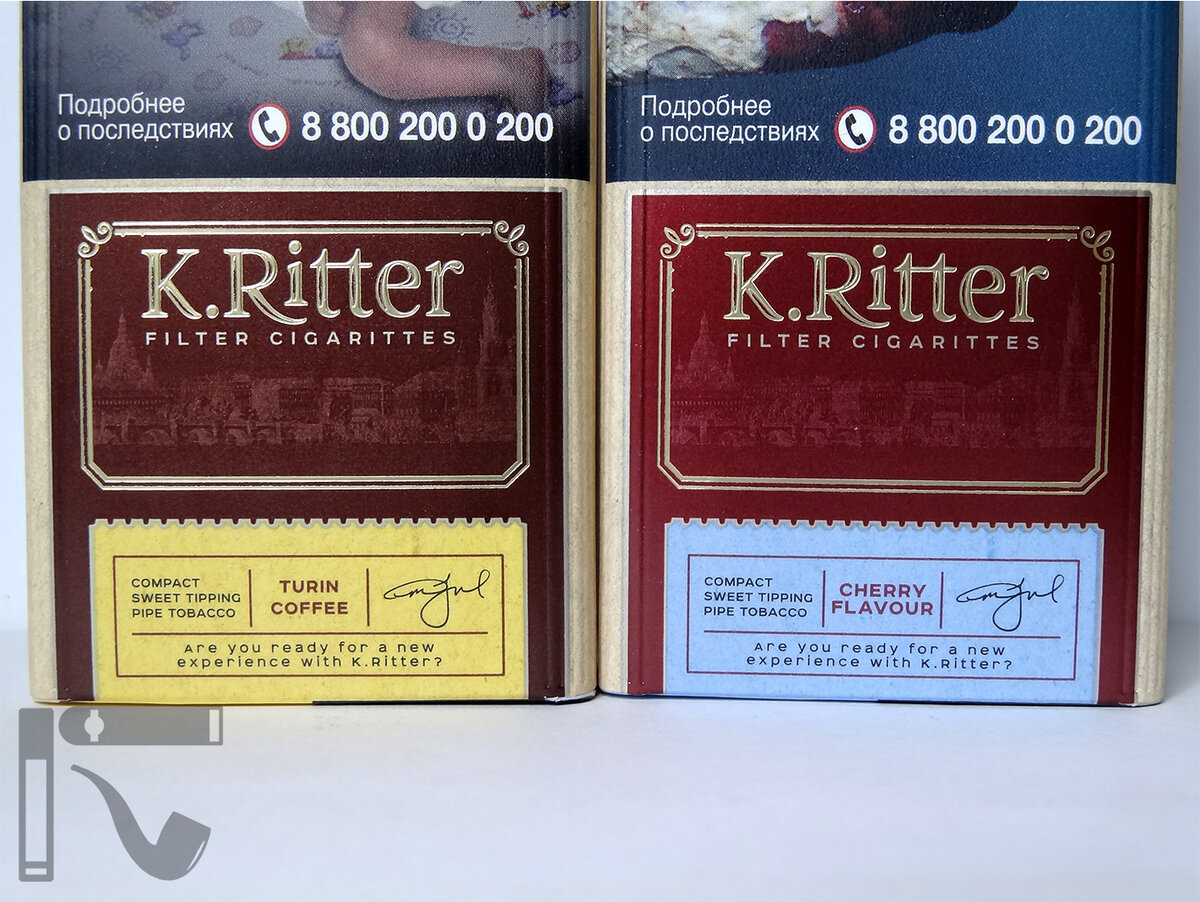 Подробнее
о последствиях
8 800 200 0 200
K.Ritter
FILTER CIGARITTES
COMPACT
SWEET TIPPING
PIPE TOBACCO
TURIN
COFFEE
Are you ready for a new
experience with K.Ritter?
Подробнее
о последствиях
8 800 200 0 200
K.Ritter
FILTER CIGARITTES
COMPACT
SWEET TIPPING
PIPE TOBACCO
CHERRY
FLAVOUR
Are you ready for a new
experience with K.Ritter?